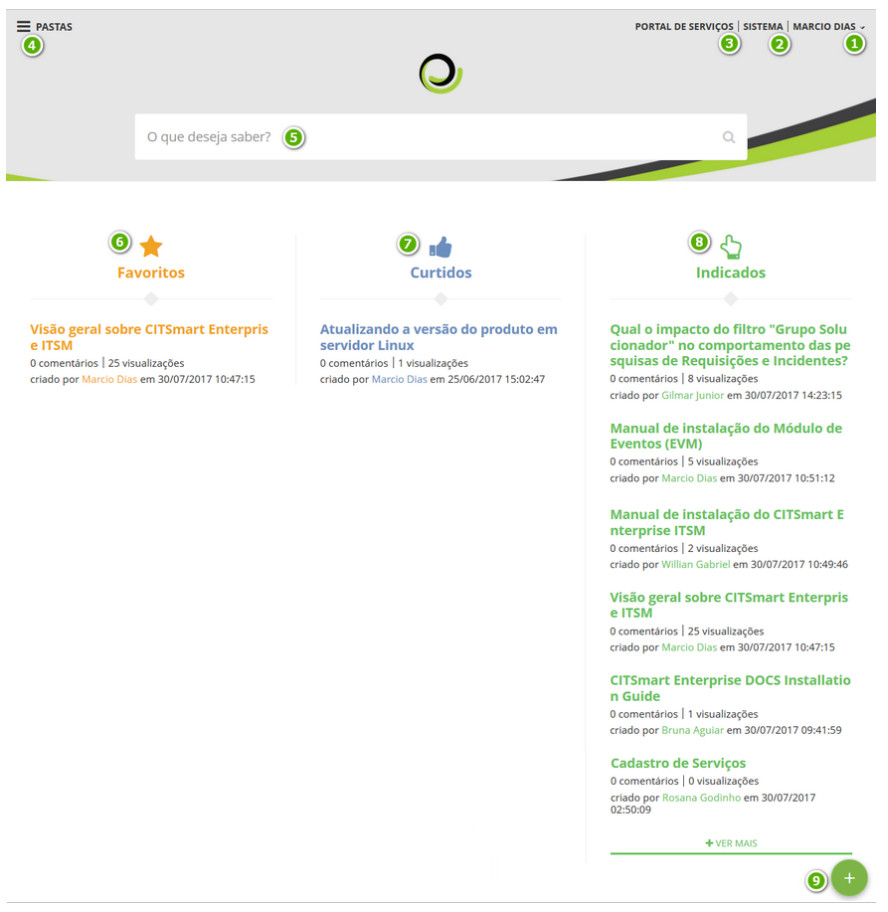 PASTAS
PORTAL DE SERVIÇOS | SISTEMA | MARCIO DIAS
4
3
2
1
O que deseja saber?
5
6
Favoritos
Visão geral sobre CITSmart Enterpris
e ITSM
0 comentários | 25 visualizações
criado por Marcio Dias em 30/07/2017 10:47:15
7
Curtidos
Atualizando a versão do produto em
servidor Linux
0 comentários | 1 visualizações
criado por Marcio Dias em 25/06/2017 15:02:47
8
Indicados
Qual o impacto do filtro "Grupo Solu
cionador" no comportamento das pe
squisas de Requisições e Incidentes?
0 comentários | 8 visualizações
criado por Gilmar Junior em 30/07/2017 14:23:15
Manual de instalação do Módulo de
Eventos (EVM)
0 comentários | 5 visualizações
criado por Marcio Dias em 30/07/2017 10:51:12
Manual de instalação do CITSmart E
nterprise ITSM
0 comentários | 2 visualizações
criado por Willian Gabriel em 30/07/2017 10:49:46
Visão geral sobre CITSmart Enterpris
e ITSM
0 comentários | 25 visualizações
criado por Marcio Dias em 30/07/2017 10:47:15
CITSmart Enterprise DOCS Installatio
n Guide
0 comentários | 1 visualizações
criado por Bruna Aguiar em 30/07/2017 09:41:59
Cadastro de Serviços
0 comentários | 0 visualizações
criado por Rosana Godinho em 30/07/2017
02:50:09
+ VER MAIS
9
+